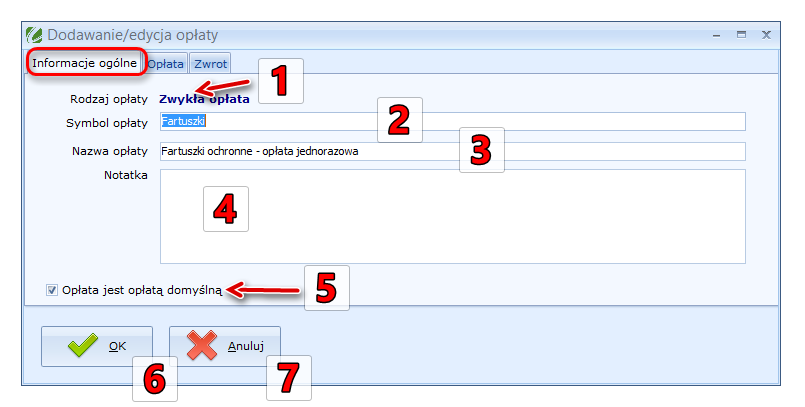 Dodawanie/edycja opłaty
Informacje ogólne Opłata Zwrot
1
Rodzaj opłaty Zwykła opłata
Symbol opłaty Fartuszki
2
Nazwa opłaty Fartuszki ochronne - opłata jednorazowa
3
Notatka
4
Opłata jest opłatą domyślną
5
OK Anuluj
6 7